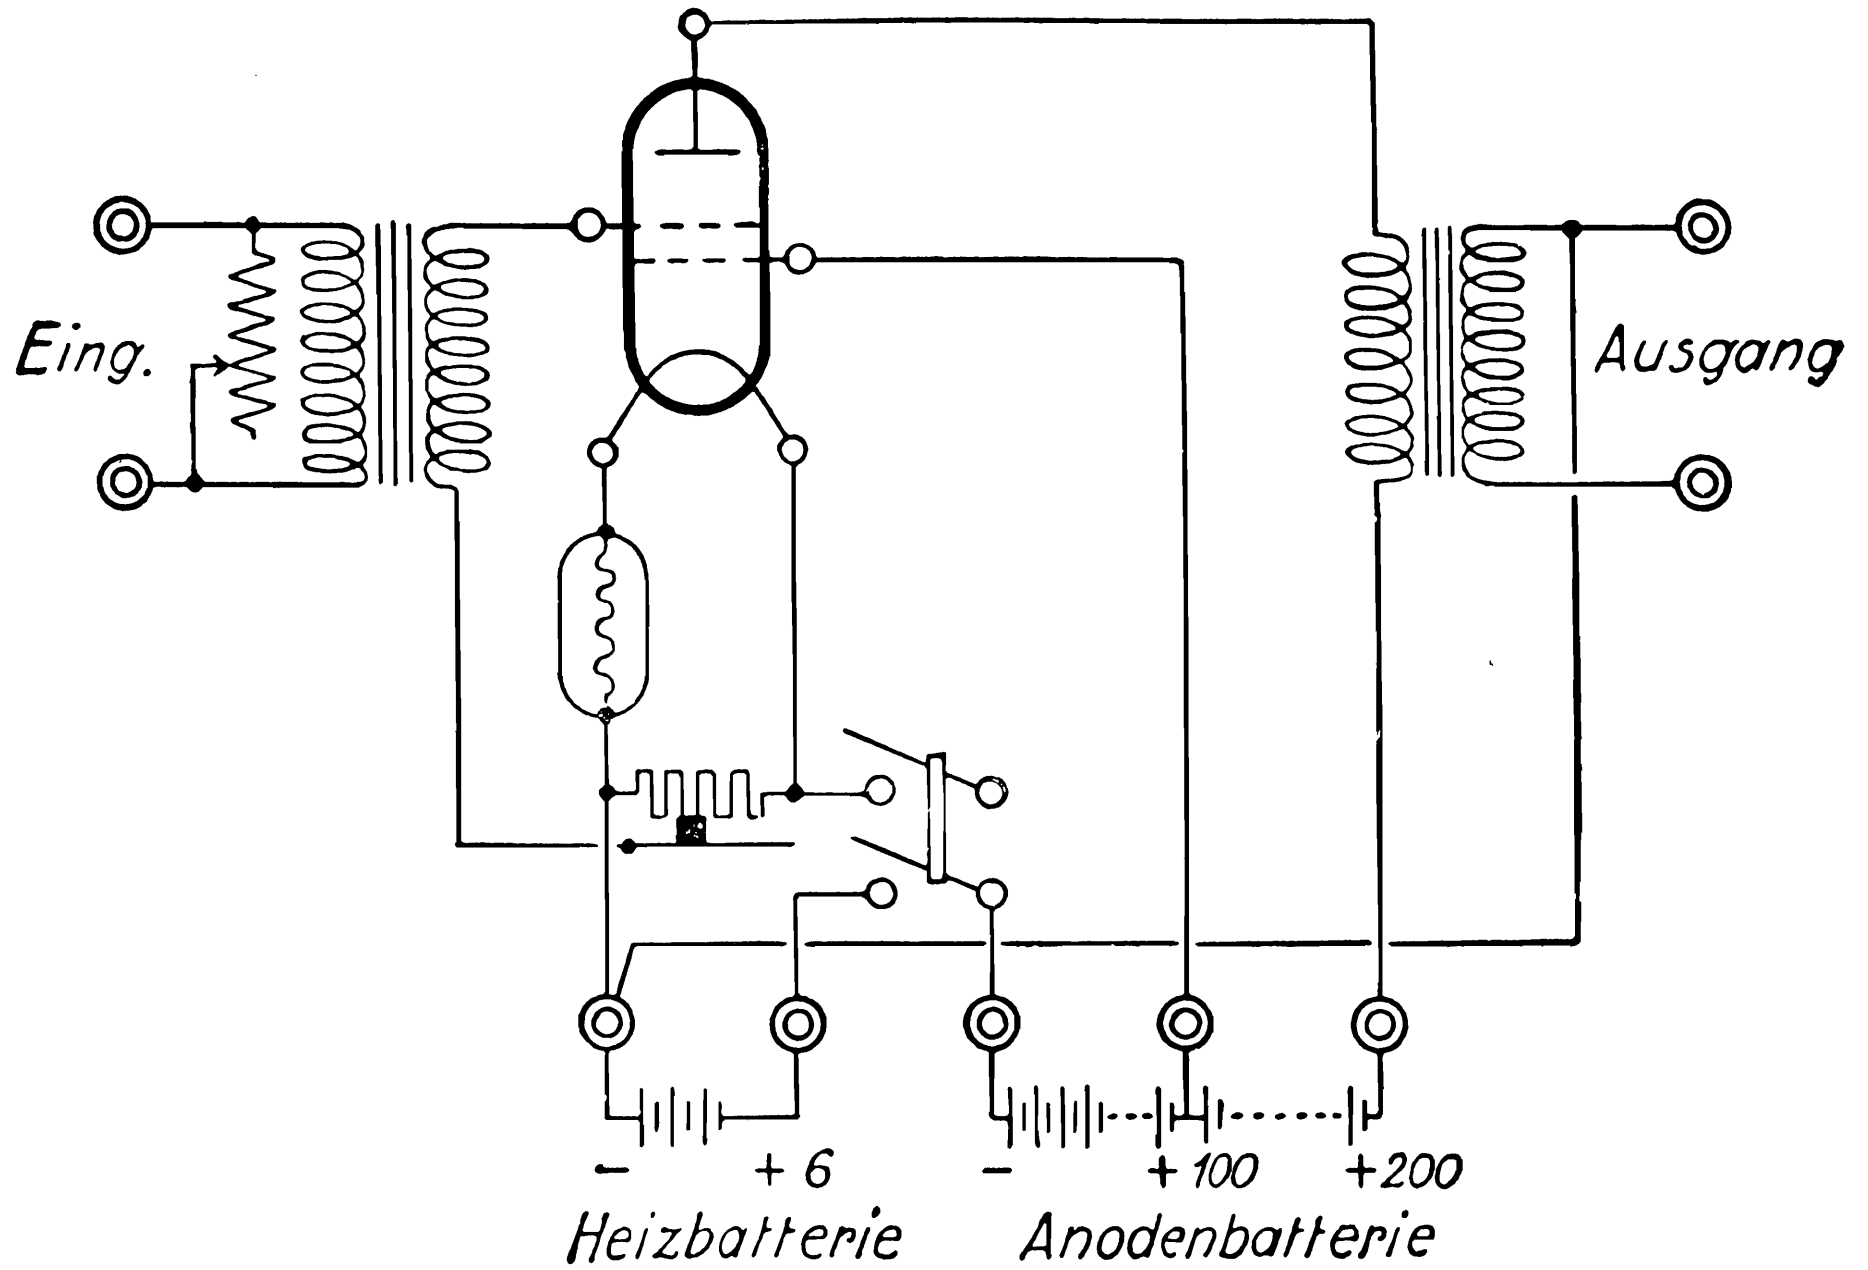 Eing.
Ausgang
− +6 − +100 +200
Heizbatterie Anodenbatterie